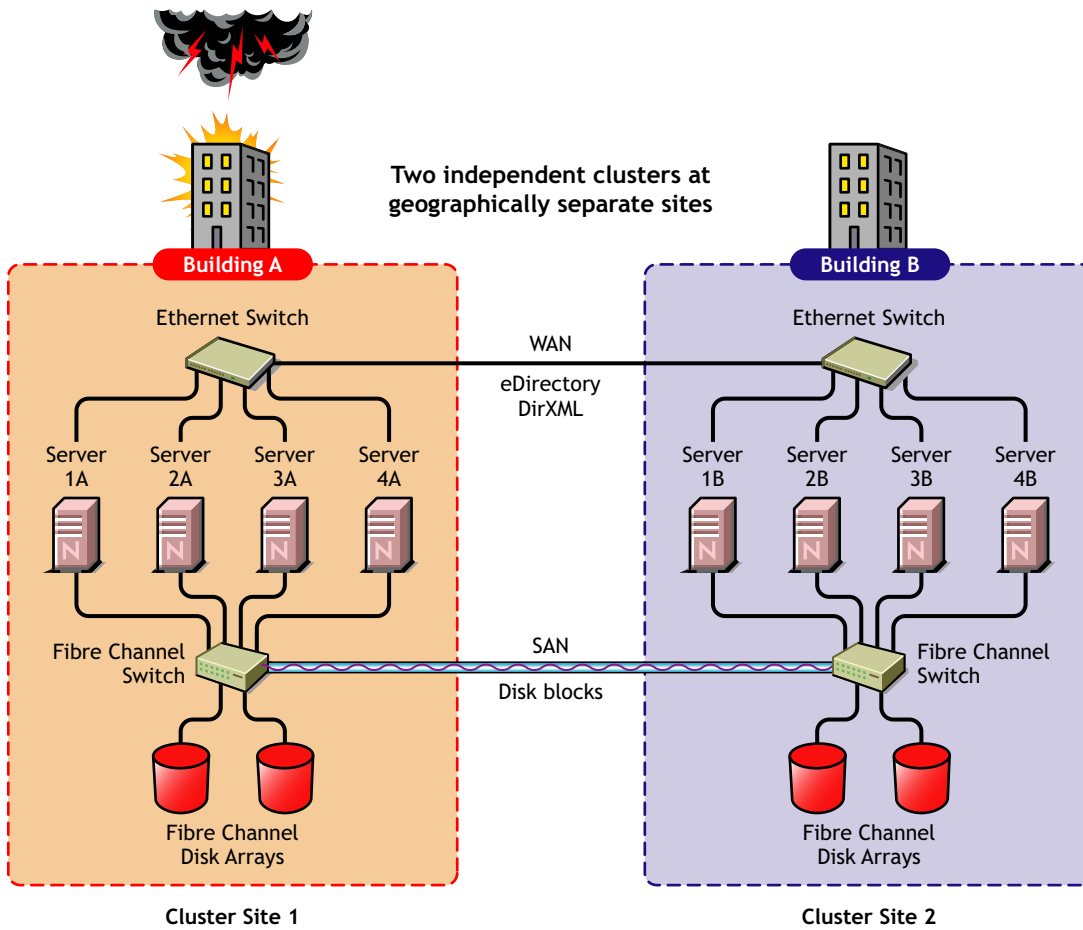 Two independent clusters at
geographically separate sites
Building A
Building B
Ethernet Switch
Ethernet Switch
WAN
eDirectory
DirXML
Server
1A
Server
2A
Server
3A
Server
4A
Server
1B
Server
2B
Server
3B
Server
4B
N
N
N
N
N
N
N
N
Fibre Channel
Switch
SAN
Disk blocks
Fibre Channel
Switch
Fibre Channel
Disk Arrays
Fibre Channel
Disk Arrays
Cluster Site 1
Cluster Site 2